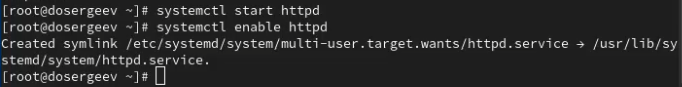 [root@dosergeev ~]# systemctl start httpd
[root@dosergeev ~]# systemctl enable httpd
Created symlink /etc/systemd/system/multi-user.target.wants/httpd.service → /usr/lib/sy
stemd/system/httpd.service.
[root@dosergeev ~]#